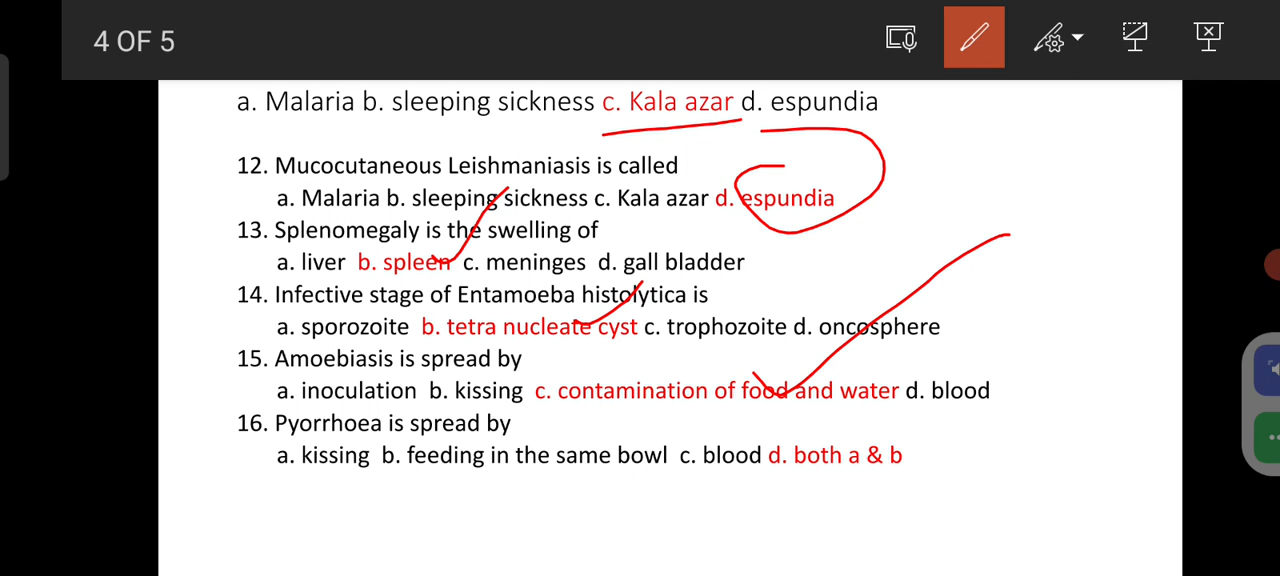 4 OF 5
a. Malaria b. sleeping sickness c. Kala azar d. espundia
12. Mucocutaneous Leishmaniasis is called
a. Malaria b. sleeping sickness c. Kala azar d. espundia
13. Splenomegaly is the swelling of
a. liver b. spleen c. meninges d. gall bladder
14. Infective stage of Entamoeba histolytica is
a. sporozoite b. tetra nucleate cyst c. trophozoite d. oncosphere
15. Amoebiasis is spread by
a. inoculation b. kissing c. contamination of food and water d. blood
16. Pyorrhoea is spread by
a. kissing b. feeding in the same bowl c. blood d. both a & b